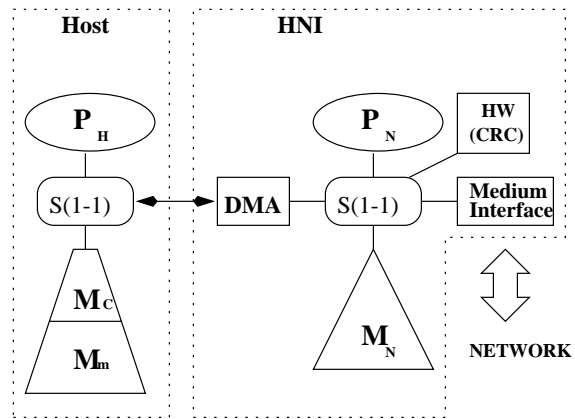 Host
HNI
P H
P N
HW
(CRC)
S(1-1)
DMA
S(1-1)
Medium
Interface
M C
M m
M N
NETWORK